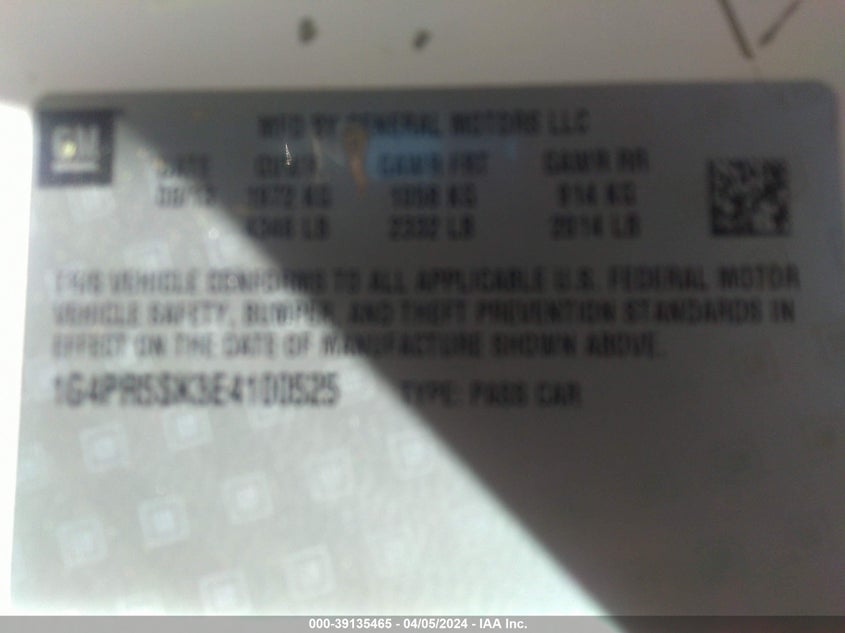 GM
MFD BY GENERAL MOTORS LLC
DATE GVWR GAWR FRT GAWR RR
1972 KG 1058 KG 914 KG
4348 LB 2332 LB 2014 LB
THIS VEHICLE CONFORMS TO ALL APPLICABLE U.S. FEDERAL MOTOR
VEHICLE SAFETY, BUMPER, AND THEFT PREVENTION STANDARDS IN
EFFECT ON THE DATE OF MANUFACTURE SHOWN ABOVE.
1G4PR5SK3E4100525 TYPE: PASS CAR
000-39135465 - 04/05/2024 - IAA Inc.